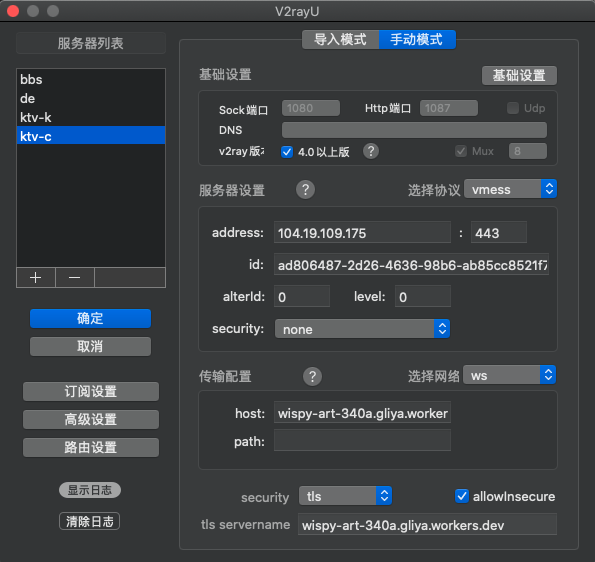 V2rayU
服务器列表
bbs
de
ktv-k
ktv-c
+ −
确定
取消
订阅设置
高级设置
路由设置
显示日志
清除日志
导入模式 手动模式
基础设置 基础设置
Sock端口 1080 Http端口 1087 Udp
DNS
v2ray 版 4.0以上版 ? Mux 8
服务器设置 ? 选择协议 vmess
address: 104.19.109.175 : 443
id: ad806487-2d26-4636-98b6-ab85cc8521f7
alterId: 0 level: 0
security: none
传输配置 ? 选择网络 ws
host: wispy-art-340a.gliya.worker
path:
security tls allowInsecure
tls servername wispy-art-340a.gliya.workers.dev